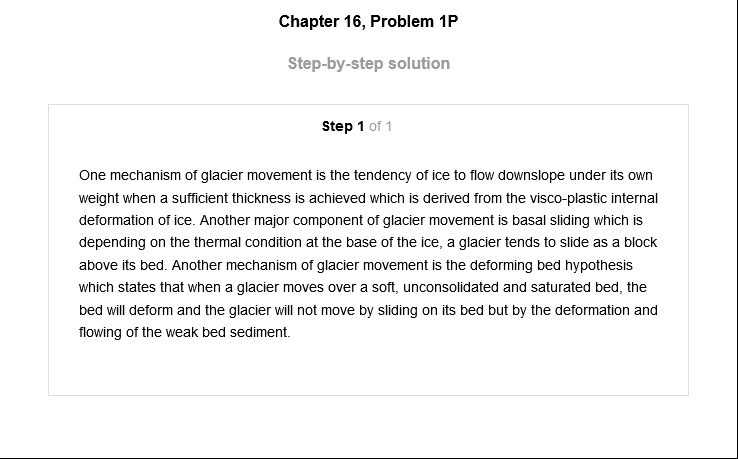 Chapter 16, Problem 1P
Step-by-step solution
Step 1 of 1
One mechanism of glacier movement is the tendency of ice to flow downslope under its own
weight when a sufficient thickness is achieved which is derived from the visco-plastic internal
deformation of ice. Another major component of glacier movement is basal sliding which is
depending on the thermal condition at the base of the ice, a glacier tends to slide as a block
above its bed. Another mechanism of glacier movement is the deforming bed hypothesis
which states that when a glacier moves over a soft, unconsolidated and saturated bed, the
bed will deform and the glacier will not move by sliding on its bed but by the deformation and
flowing of the weak bed sediment.